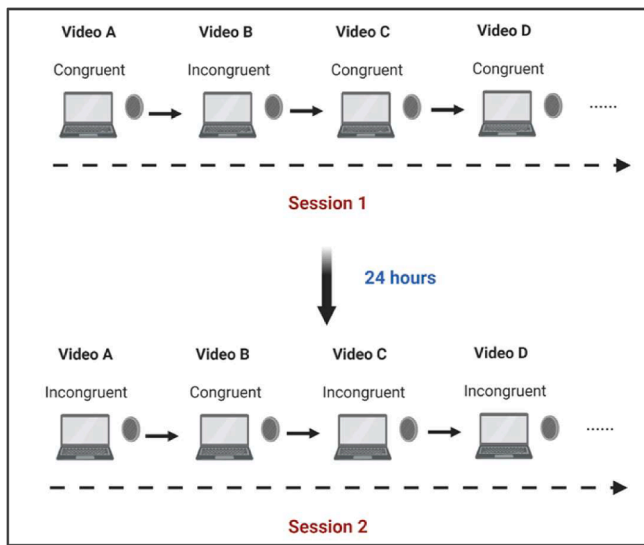 Video A Video B Video C Video D
Congruent Incongruent Congruent Congruent
......
Session 1
24 hours
Video A Video B Video C Video D
Incongruent Congruent Incongruent Incongruent
......
Session 2